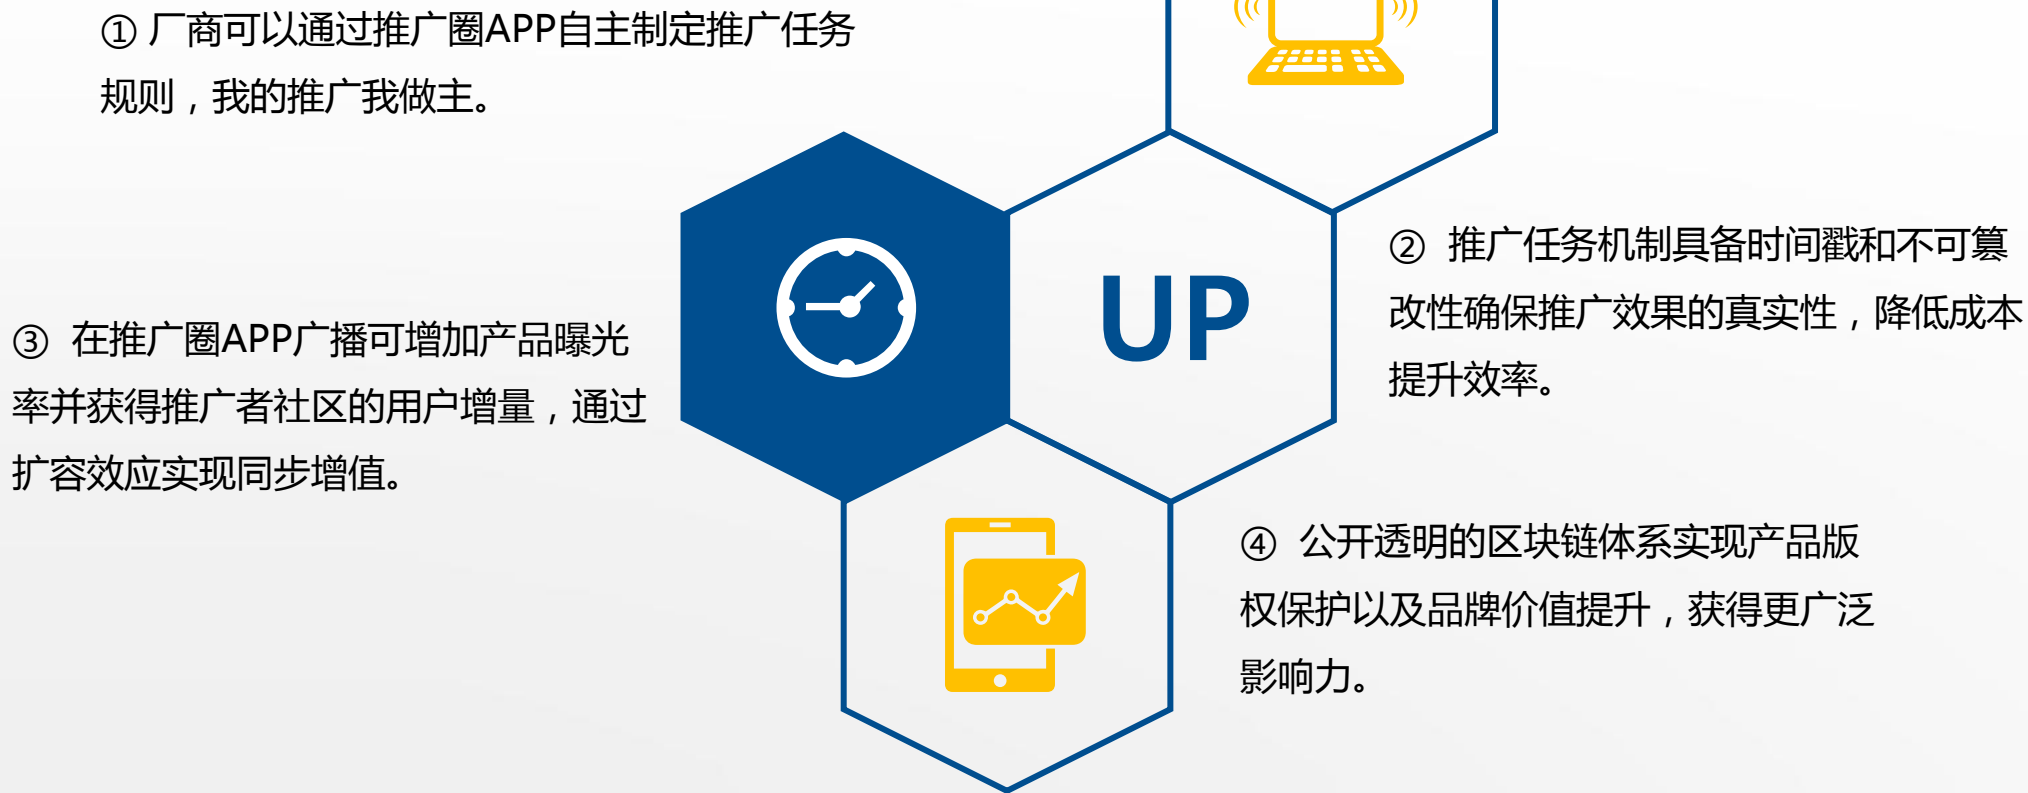 ① 厂商可以通过推广圈APP自主制定推广任务
规则，我的推广我做主。
UP
② 推广任务机制具备时间戳和不可篡
改性确保推广效果的真实性，降低成本
提升效率。
③ 在推广圈APP广播可增加产品曝光
率并获得推广者社区的用户增量，通过
扩容效应实现同步增值。
④ 公开透明的区块链体系实现产品版
权保护以及品牌价值提升，获得更广泛
影响力。